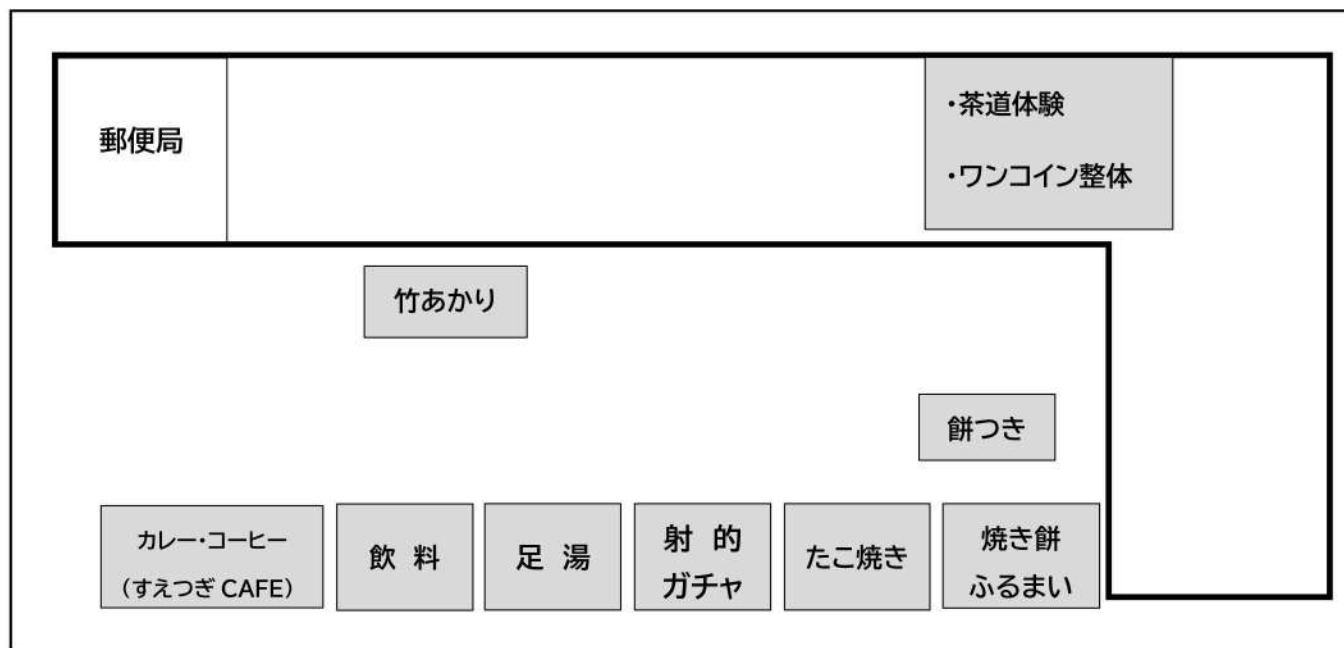 郵便局
・茶道体験
・ワンコイン整体
竹あかり
餅つき
カレー・コーヒー
(すえつぎ CAFE)
飲 料
足 湯
射 的
ガチャ
たこ焼き
焼き餅
ふるまい